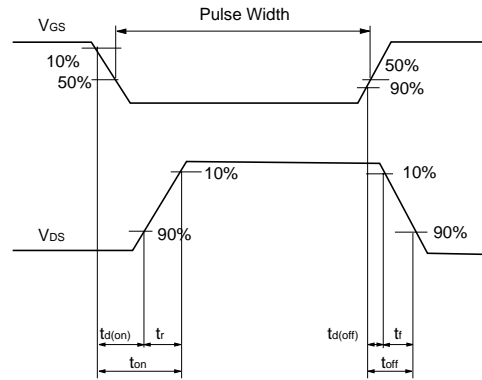 Pulse Width
VGS
10%
50%
50%
90%
10%
10%
VDS
90%
90%
td(on)
tr
td(off)
tf
ton
toff